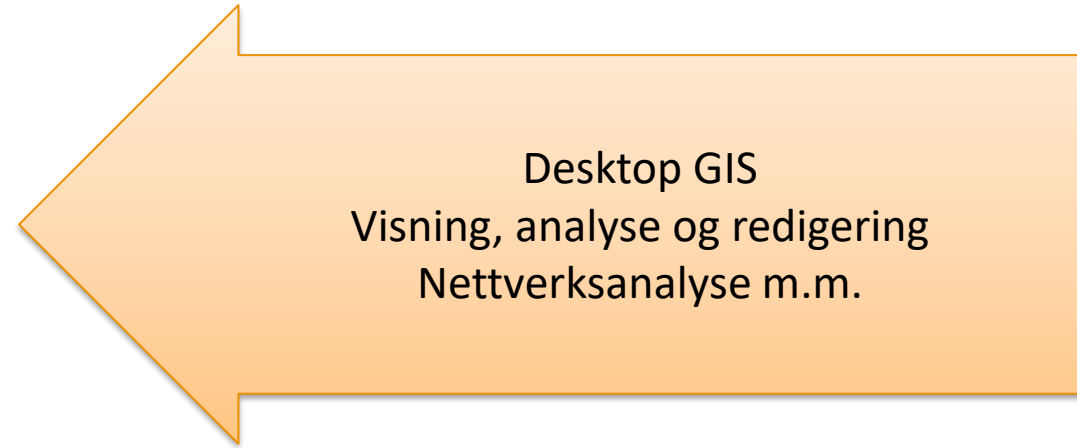 Desktop GIS
Visning, analyse og redigering
Nettverksanalyse m.m.